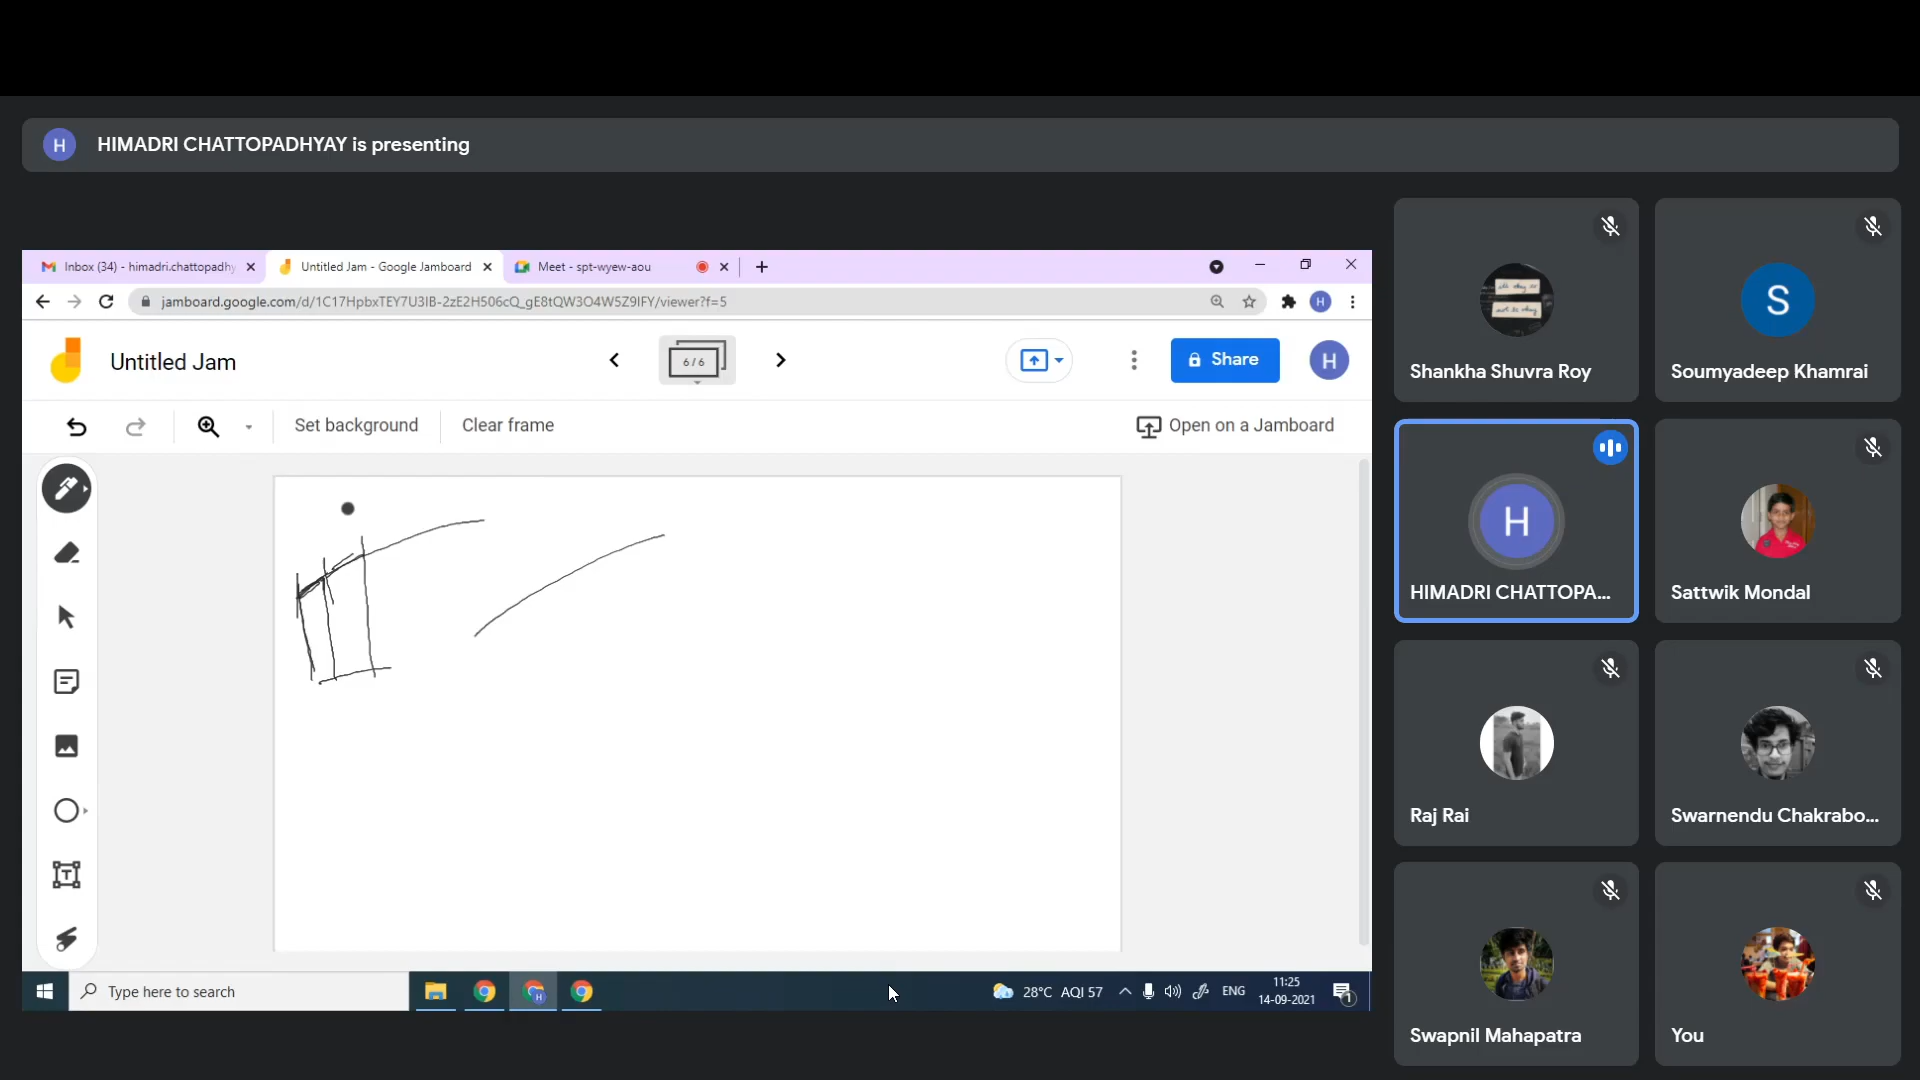 H HIMADRI CHATTOPADHYAY is presenting
Inbox (34) - himadri.chattopadhy
Untitled Jam - Google Jamboard
Meet - spt-wyew-aou
jamboard.google.com/d/1C17HpbxTEY7U3IB-2zE2H506cQ_gE8tQW3O4W5Z9IFY/viewer?f=5
H
Untitled Jam
6 / 6
Share
H
Set background
Clear frame
Open on a Jamboard
Type here to search
H
28°C AQI 57
ENG
11:25
14-09-2021
1
Shankha Shuvra Roy
S
Soumyadeep Khamrai
H
HIMADRI CHATTOPA...
Sattwik Mondal
Raj Rai
Swarnendu Chakrabo...
Swapnil Mahapatra
You